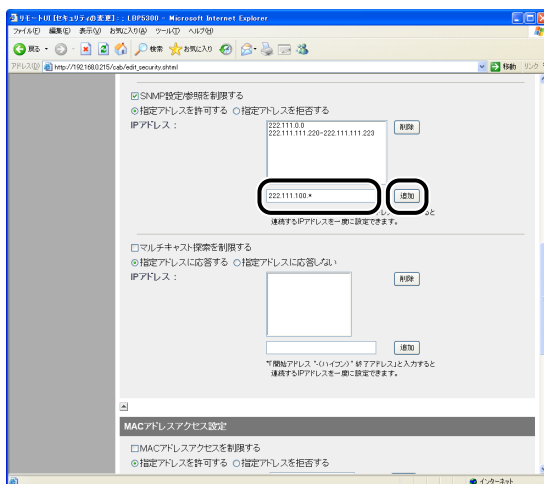 リモートUI [セキュリティの変更] : ; LBP5300 - Microsoft Internet Explorer
ファイル(F) 編集(E) 表示(V) お気に入り(A) ツール(T) ヘルプ(H)
戻る 検索 お気に入り
アドレス(D) http://192.168.0.215/cab/edit_security.shtml 移動 リンク
SNMP設定/参照を制限する
指定アドレスを許可する 指定アドレスを拒否する
IPアドレス：
222.111.0.0
222.111.111.220-222.111.111.223
削除
222.111.100.* 追加
と
連続するIPアドレスを一度に設定できます。
マルチキャスト探索を制限する
指定アドレスに応答する 指定アドレスに応答しない
IPアドレス：
削除
追加
*「開始アドレス "-(ハイフン)" 終了アドレス」と入力すると
連続するIPアドレスを一度に設定できます。
MACアドレスアクセス設定
MACアドレスアクセスを制限する
指定アドレスを許可する 指定アドレスを拒否する
インターネット